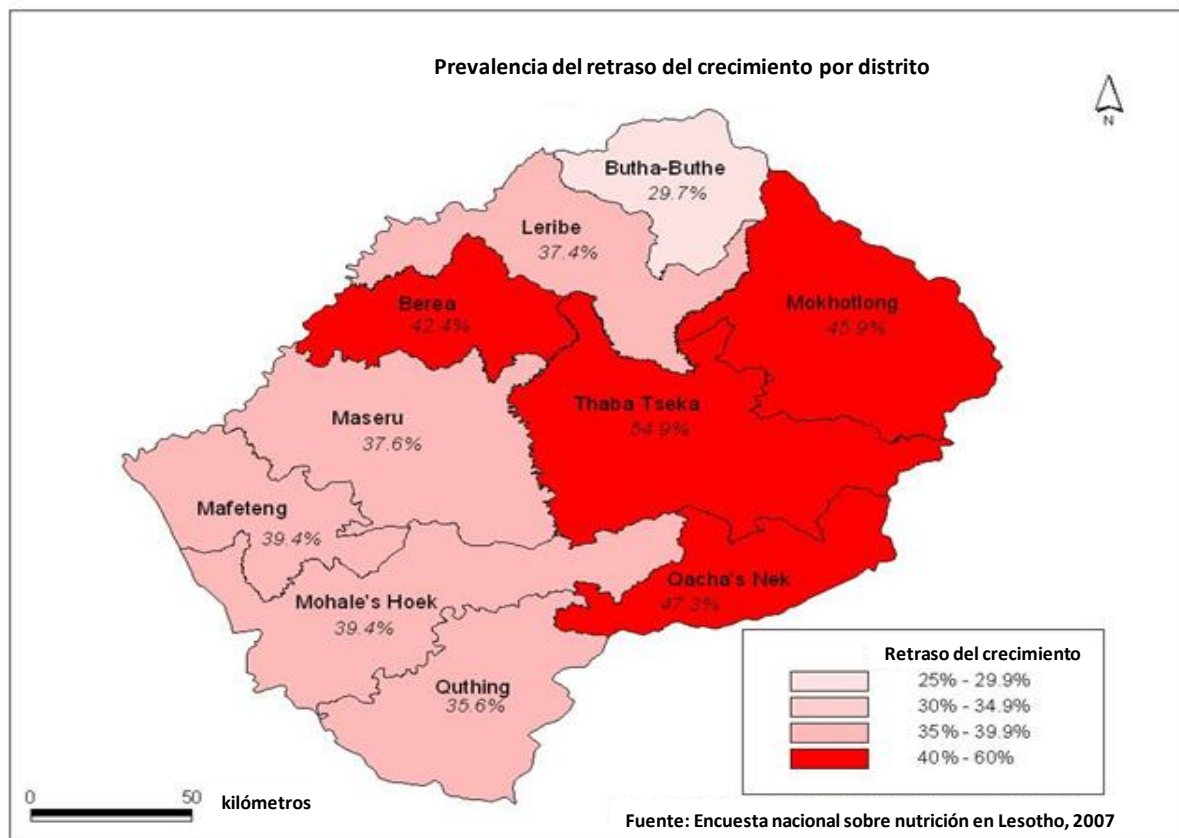 Prevalencia del retraso del crecimiento por distrito
N
Butha-Buthe
29.7%
Leribe
37.4%
Berea
42.4%
Mokhotlong
45.9%
Thaba Tseka
54.9%
Maseru
37.6%
Mafeteng
39.4%
Qacha's Nek
47.3%
Mohale's Hoek
39.4%
Quthing
35.6%
Retraso del crecimiento
25% - 29.9%
30% - 34.9%
35% - 39.9%
40% - 60%
0 50 kilómetros
Fuente: Encuesta nacional sobre nutrición en Lesotho, 2007